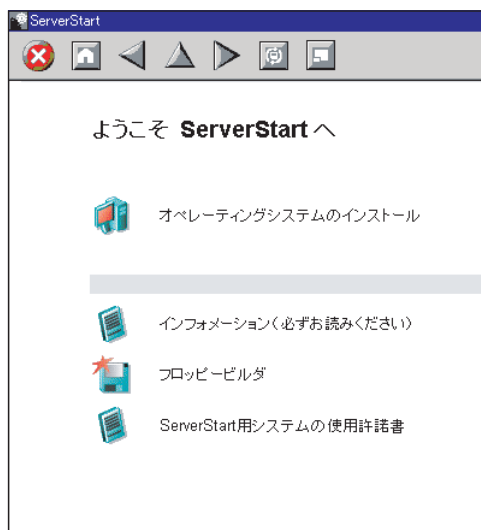 ServerStart
ようこそ ServerStart へ
オペレーティングシステムのインストール
インフォメーション(必ずお読みください)
フロッピービルダ
ServerStart用システムの使用許諾書